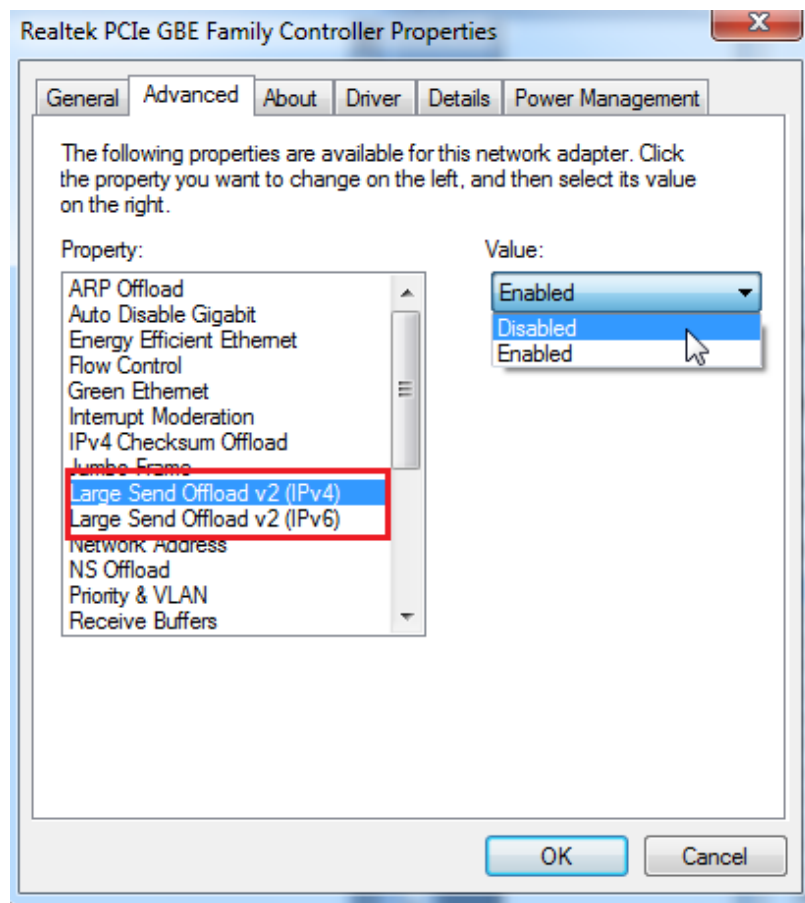 Realtek PCIe GBE Family Controller Properties
X
General Advanced About Driver Details Power Management
The following properties are available for this network adapter. Click
the property you want to change on the left, and then select its value
on the right.
Property:
ARP Offload
Auto Disable Gigabit
Energy Efficient Ethernet
Flow Control
Green Ethernet
Interrupt Moderation
IPv4 Checksum Offload
Jumbo Frame
Large Send Offload v2 (IPv4)
Large Send Offload v2 (IPv6)
Network Address
NS Offload
Priority & VLAN
Receive Buffers
Value:
Enabled
Disabled
Enabled
OK Cancel